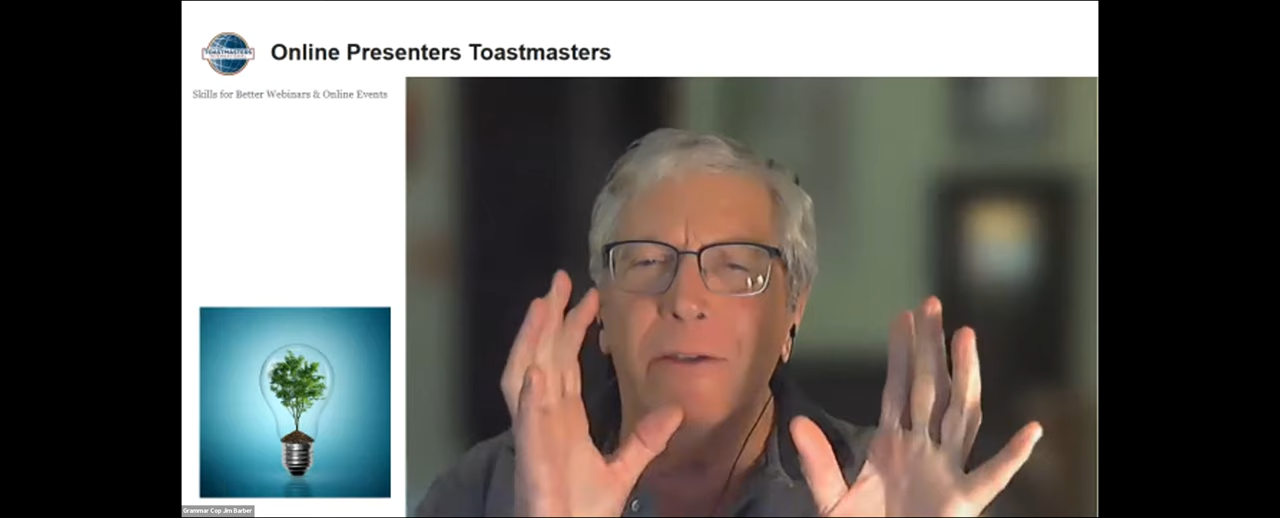 Online Presenters Toastmasters
TOASTMASTERS
Skills for Better Webinars & Online Events
Grammar Cop Jim Barber